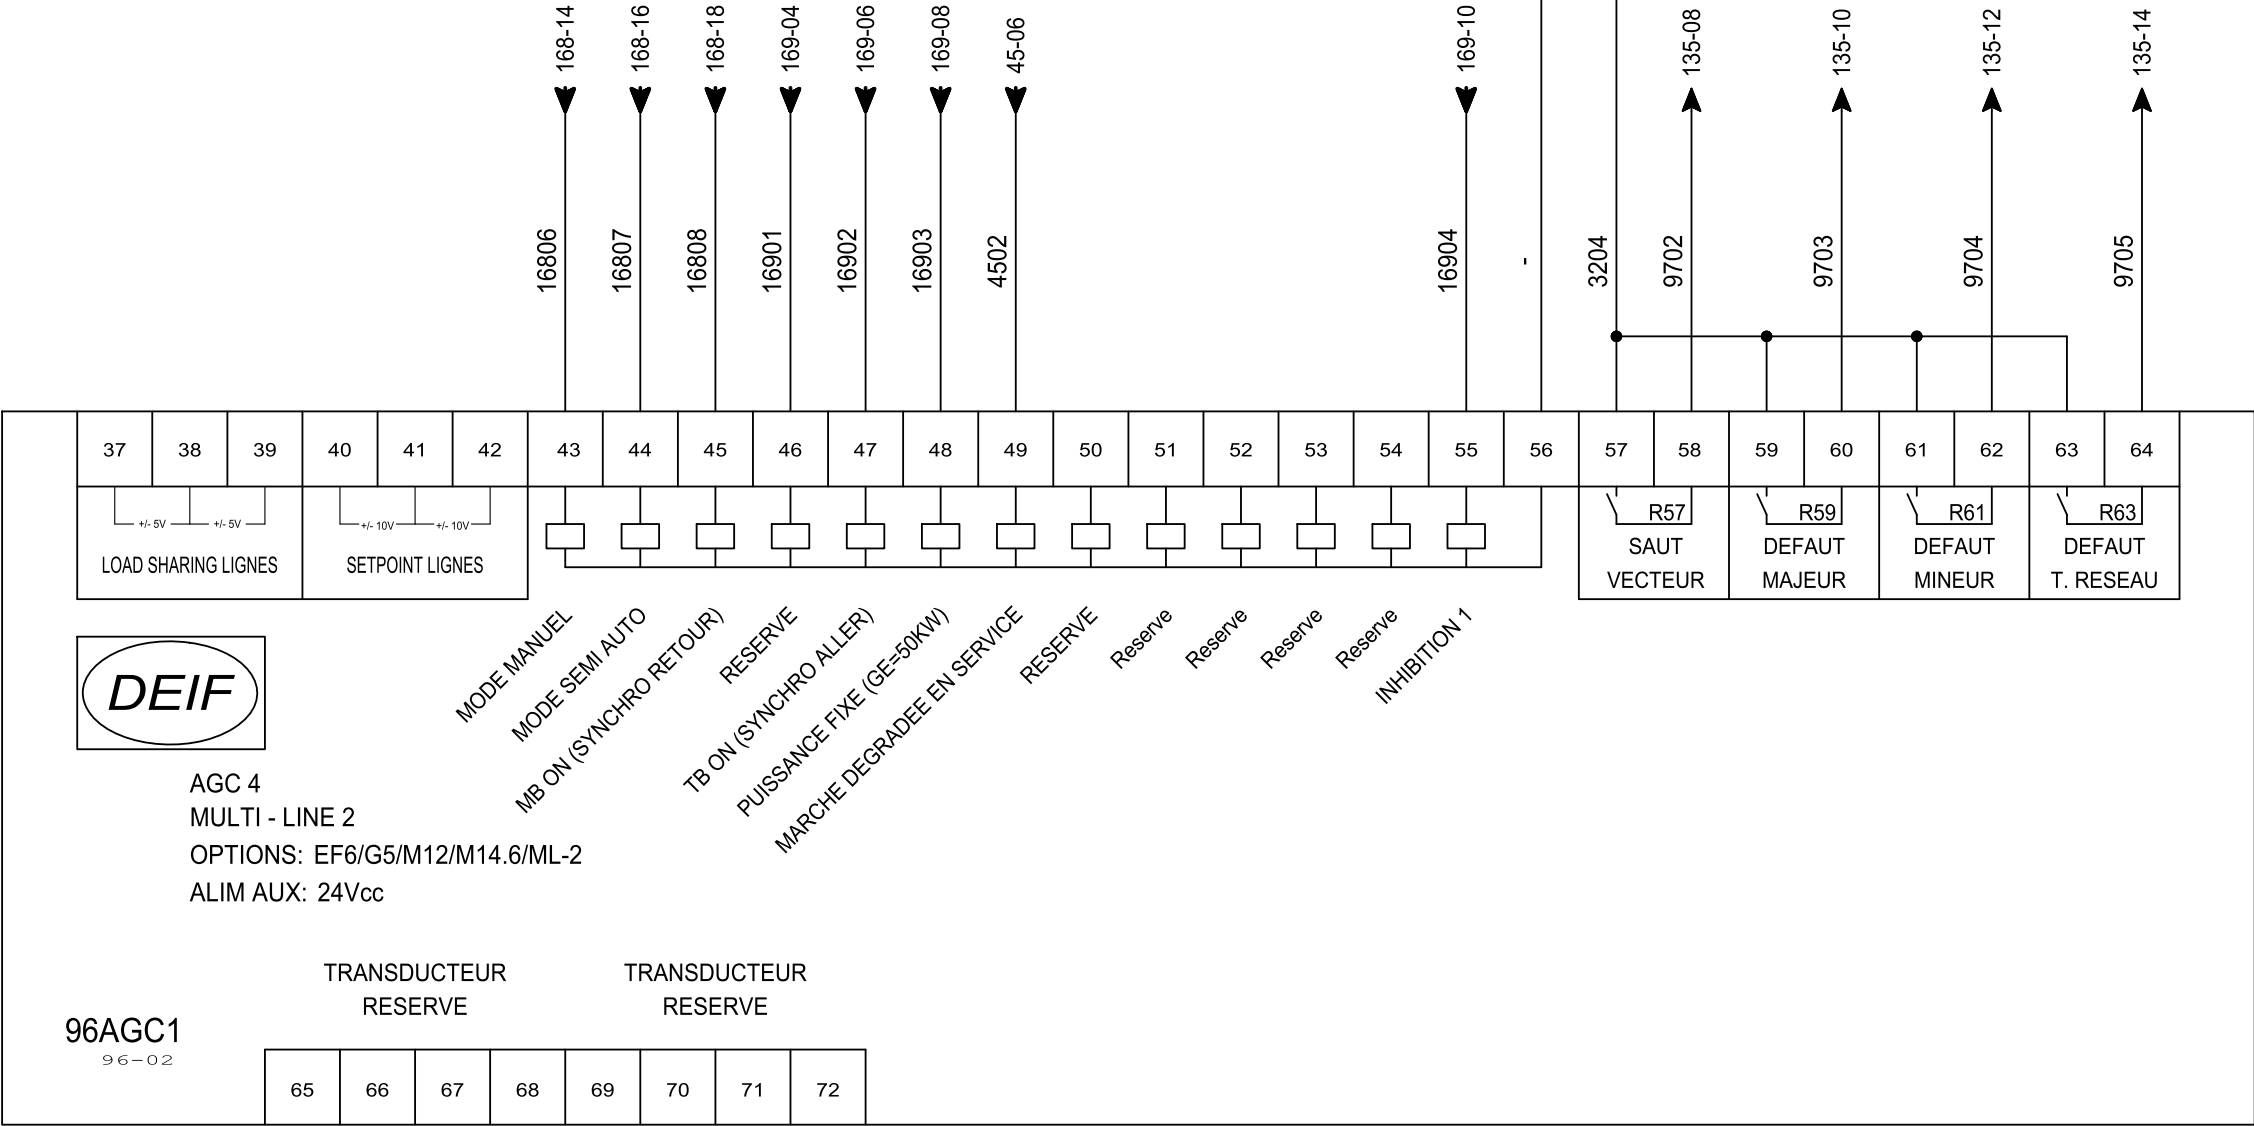 168-14
168-16
168-18
169-04
169-06
169-08
45-06
169-10
135-08
135-10
135-12
135-14
16806
16807
16808
16901
16902
16903
4502
16904
-
3204
9702
9703
9704
9705
37 38 39 40 41 42 43 44 45 46 47 48 49 50 51 52 53 54 55 56 57 58 59 60 61 62 63 64
+/- 5V +/- 5V
+/- 10V +/- 10V
R57 R59 R61 R63
LOAD SHARING LIGNES
SETPOINT LIGNES
SAUT
VECTEUR
DEFAUT
MAJEUR
DEFAUT
MINEUR
DEFAUT
T. RESEAU
MODE MANUEL
MODE SEMI AUTO
MB ON (SYNCHRO RETOUR)
RESERVE
TB ON (SYNCHRO ALLER)
PUISSANCE FIXE (GE=50KW)
MARCHE DEGRADEE EN SERVICE
RESERVE
Reserve
Reserve
Reserve
Reserve
INHIBITION 1
DEIF
AGC 4
MULTI - LINE 2
OPTIONS: EF6/G5/M12/M14.6/ML-2
ALIM AUX: 24Vcc
TRANSDUCTEUR
RESERVE
TRANSDUCTEUR
RESERVE
96AGC1
96-02
65 66 67 68 69 70 71 72